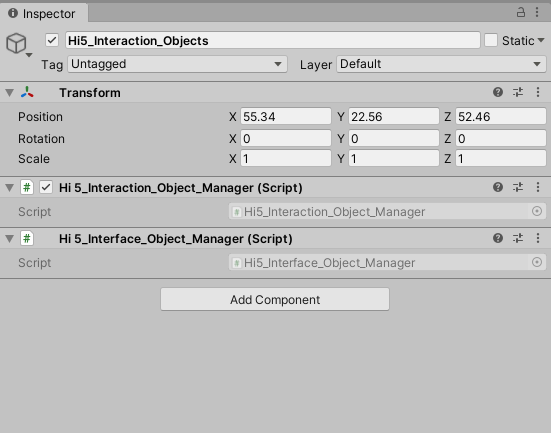 Inspector
Hi5_Interaction_Objects Static
Tag Untagged Layer Default
Transform
Position X 55.34 Y 22.56 Z 52.46
Rotation X 0 Y 0 Z 0
Scale X 1 Y 1 Z 1
# Hi 5_Interaction_Object_Manager (Script)
Script # Hi5_Interaction_Object_Manager
# Hi 5_Interface_Object_Manager (Script)
Script # Hi5_Interface_Object_Manager
Add Component